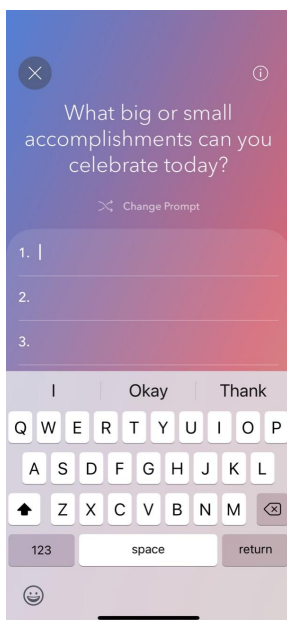 What big or small
accomplishments can you
celebrate today?
Change Prompt
1.
2.
3.
I Okay Thank
Q W E R T Y U I O P
A S D F G H J K L
Z X C V B N M
123 space return